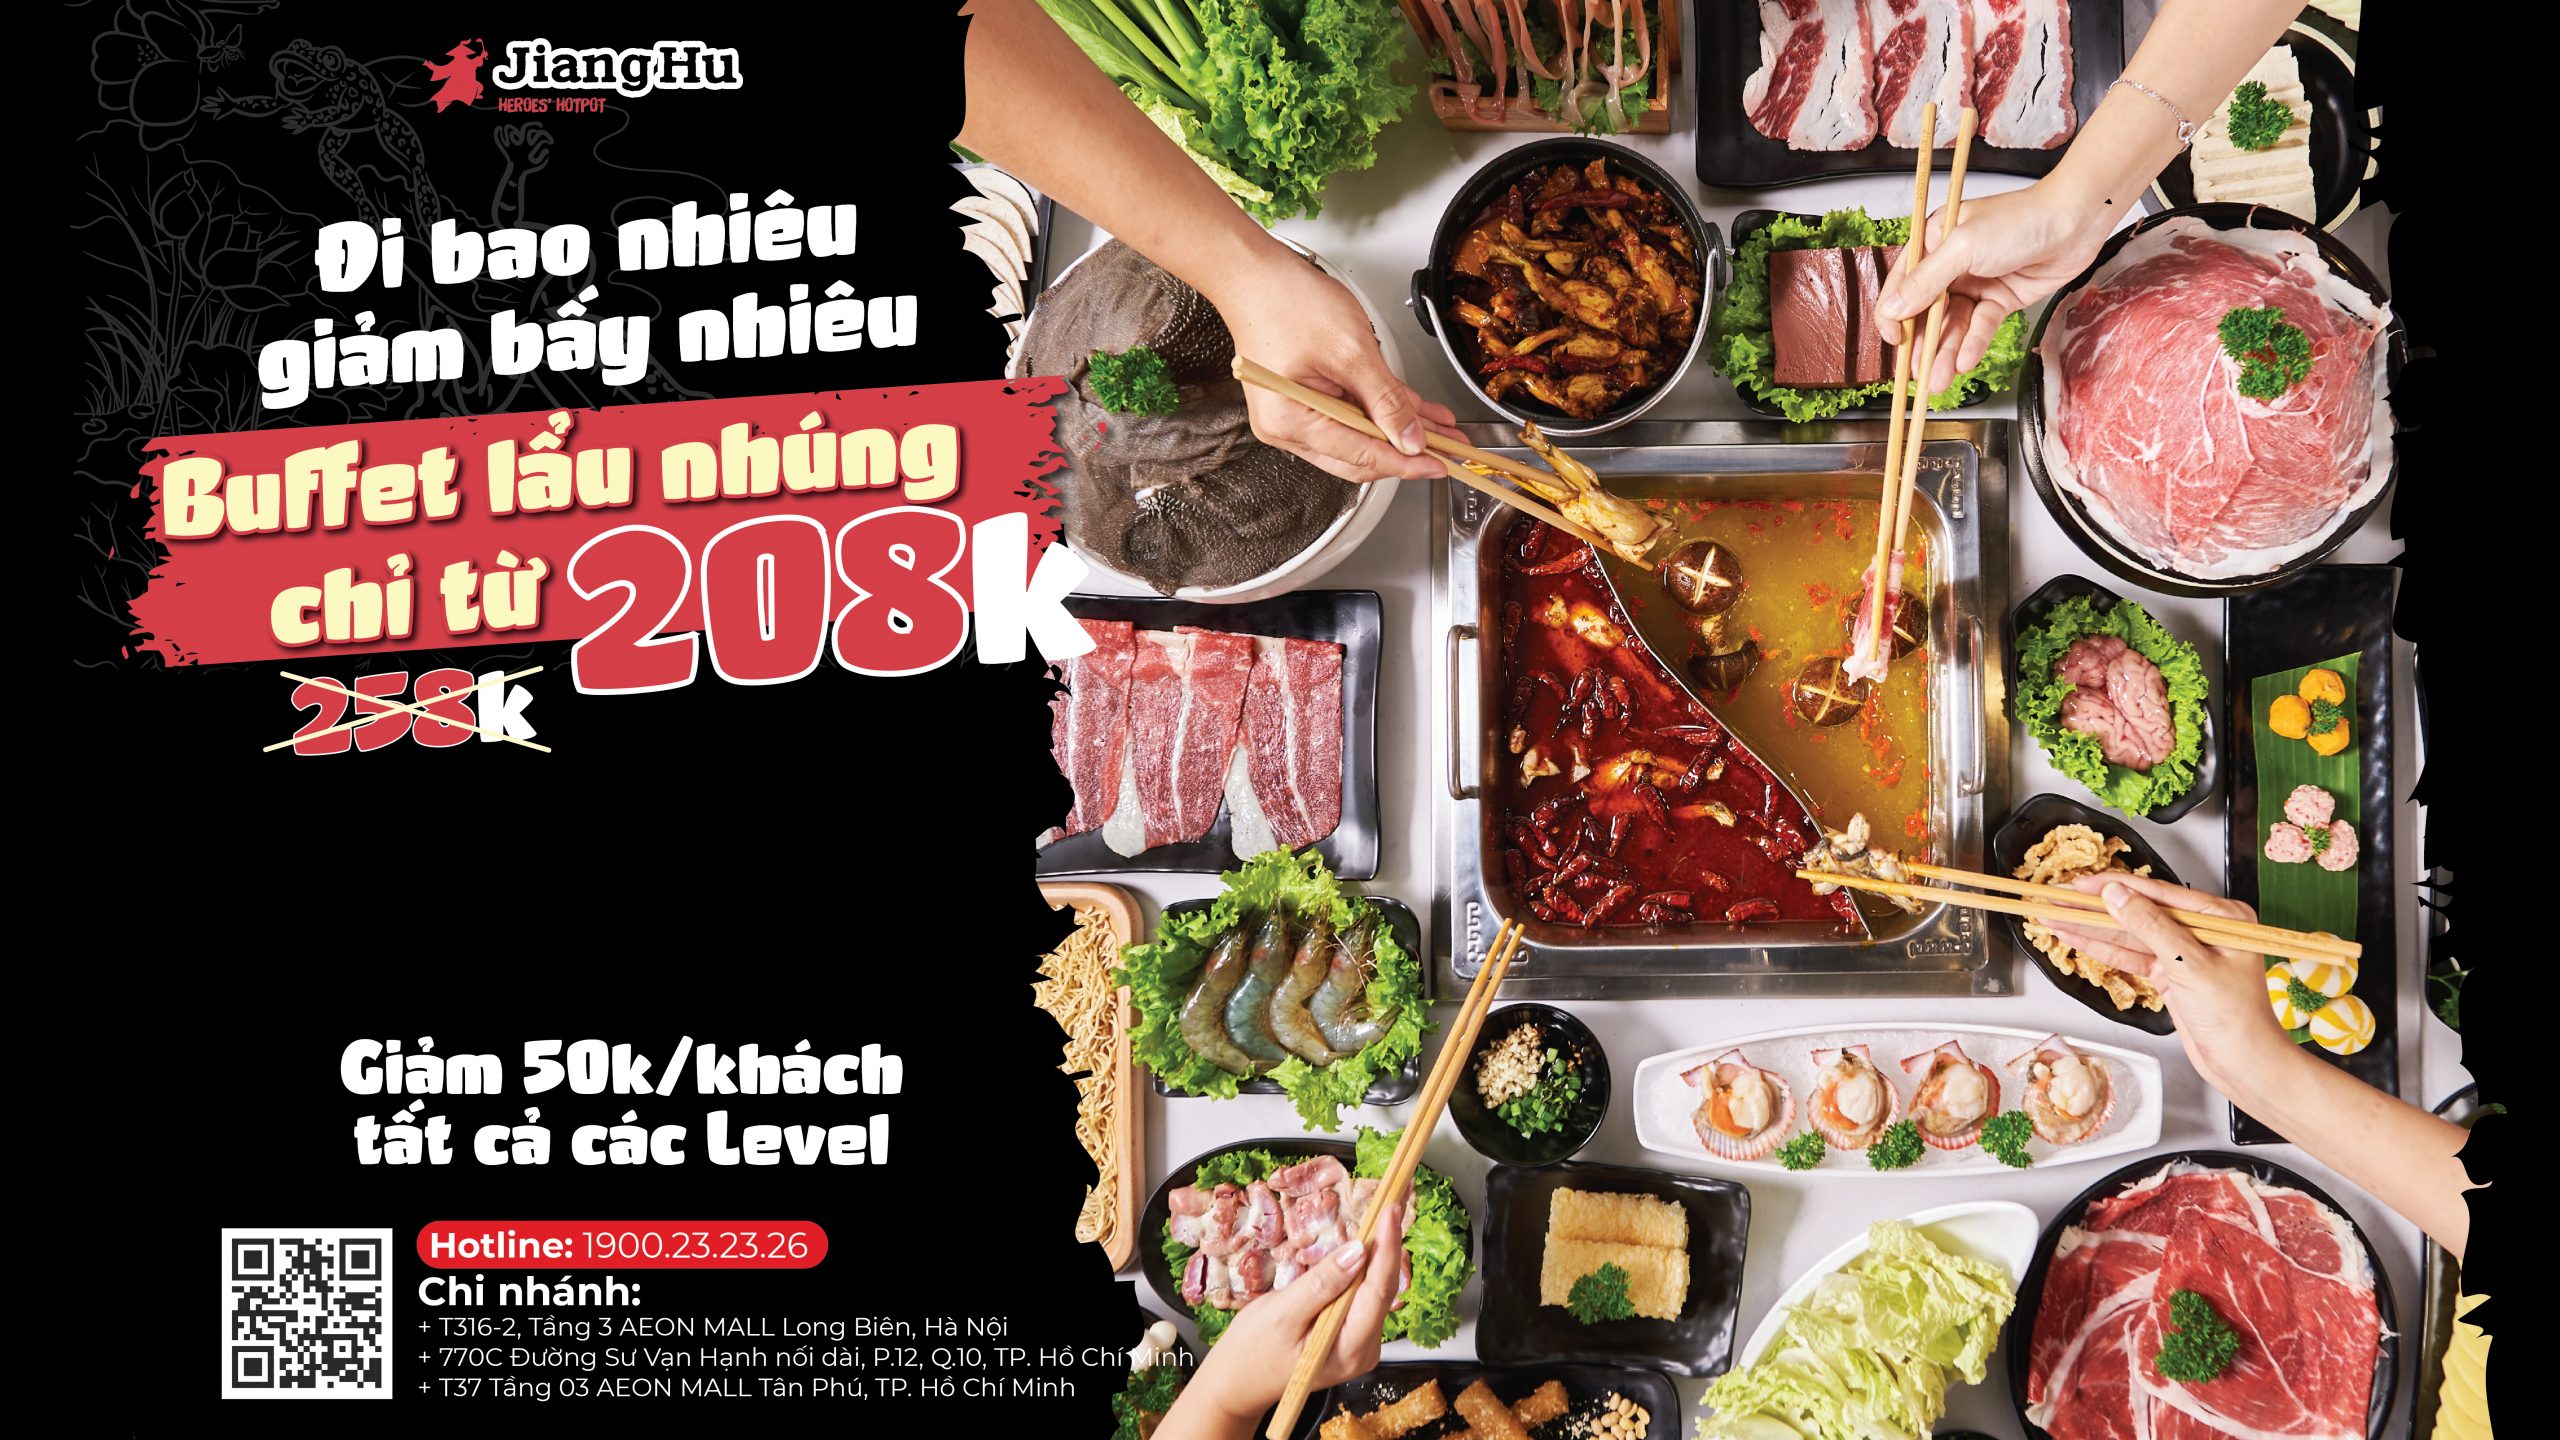 JiangHu
HEROES' HOTPOT
Đi bao nhiêu
giảm bấy nhiêu
Buffet lẩu nhúng
chỉ từ 208k
258k
Giảm 50k/khách
tất cả các Level
Hotline: 1900.23.23.26
Chi nhánh:
+ T316-2, Tầng 3 AEON MALL Long Biên, Hà Nội
+ 770C Đường Sư Vạn Hạnh nối dài, P.12, Q.10, TP. Hồ Chí Minh
+ T37 Tầng 03 AEON MALL Tân Phú, TP. Hồ Chí Minh